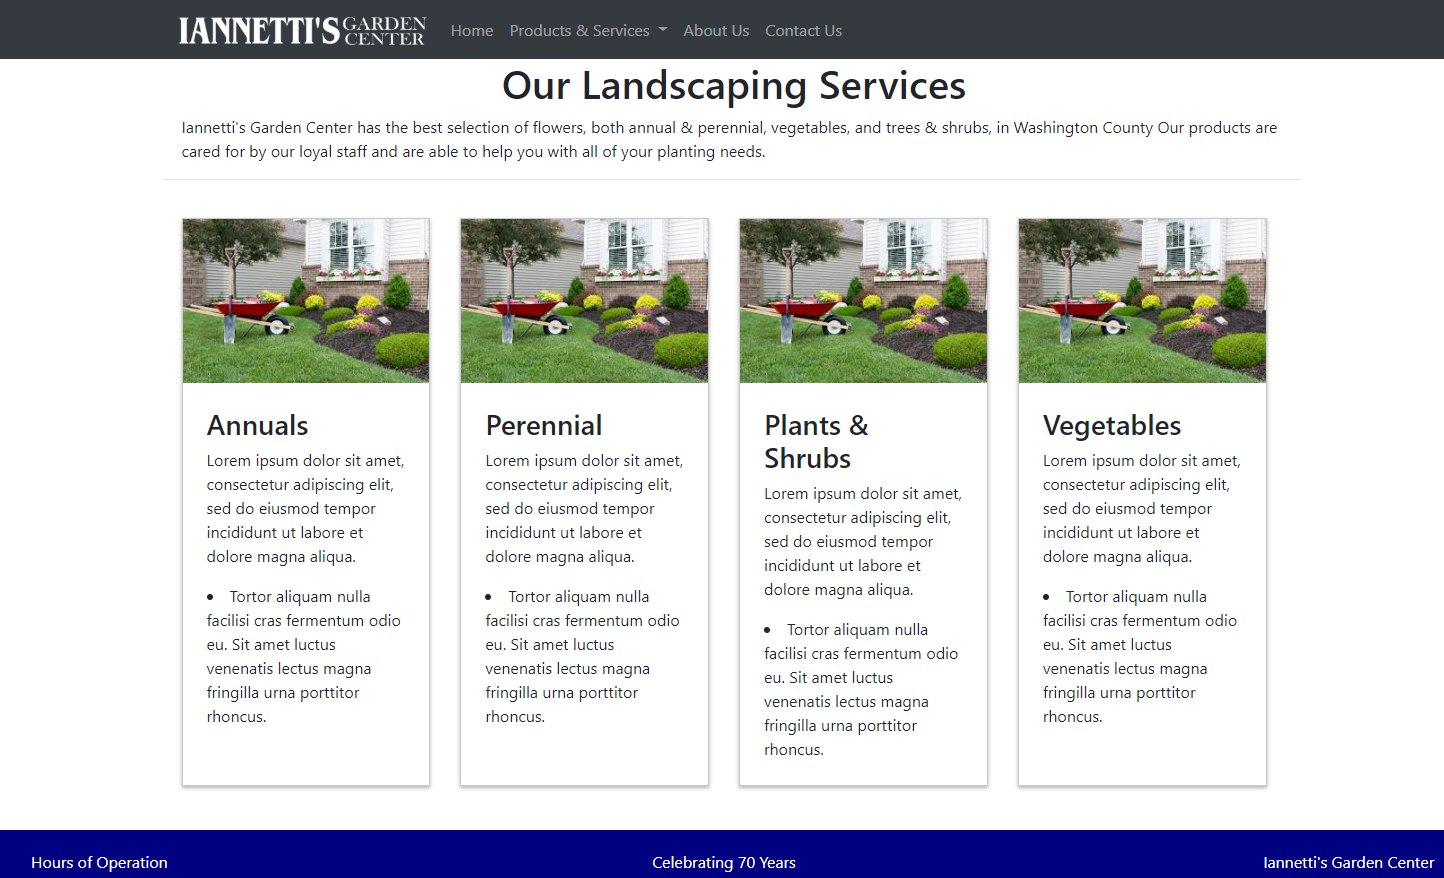 IANNETTI'S GARDEN CENTER Home Products & Services About Us Contact Us
Our Landscaping Services
Iannetti's Garden Center has the best selection of flowers, both annual & perennial, vegetables, and trees & shrubs, in Washington County Our products are
cared for by our loyal staff and are able to help you with all of your planting needs.
Annuals
Lorem ipsum dolor sit amet,
consectetur adipiscing elit,
sed do eiusmod tempor
incididunt ut labore et
dolore magna aliqua.
• Tortor aliquam nulla
facilisi cras fermentum odio
eu. Sit amet luctus
venenatis lectus magna
fringilla urna porttitor
rhoncus.
Perennial
Lorem ipsum dolor sit amet,
consectetur adipiscing elit,
sed do eiusmod tempor
incididunt ut labore et
dolore magna aliqua.
• Tortor aliquam nulla
facilisi cras fermentum odio
eu. Sit amet luctus
venenatis lectus magna
fringilla urna porttitor
rhoncus.
Plants &
Shrubs
Lorem ipsum dolor sit amet,
consectetur adipiscing elit,
sed do eiusmod tempor
incididunt ut labore et
dolore magna aliqua.
• Tortor aliquam nulla
facilisi cras fermentum odio
eu. Sit amet luctus
venenatis lectus magna
fringilla urna porttitor
rhoncus.
Vegetables
Lorem ipsum dolor sit amet,
consectetur adipiscing elit,
sed do eiusmod tempor
incididunt ut labore et
dolore magna aliqua.
• Tortor aliquam nulla
facilisi cras fermentum odio
eu. Sit amet luctus
venenatis lectus magna
fringilla urna porttitor
rhoncus.
Hours of Operation Celebrating 70 Years Iannetti's Garden Center